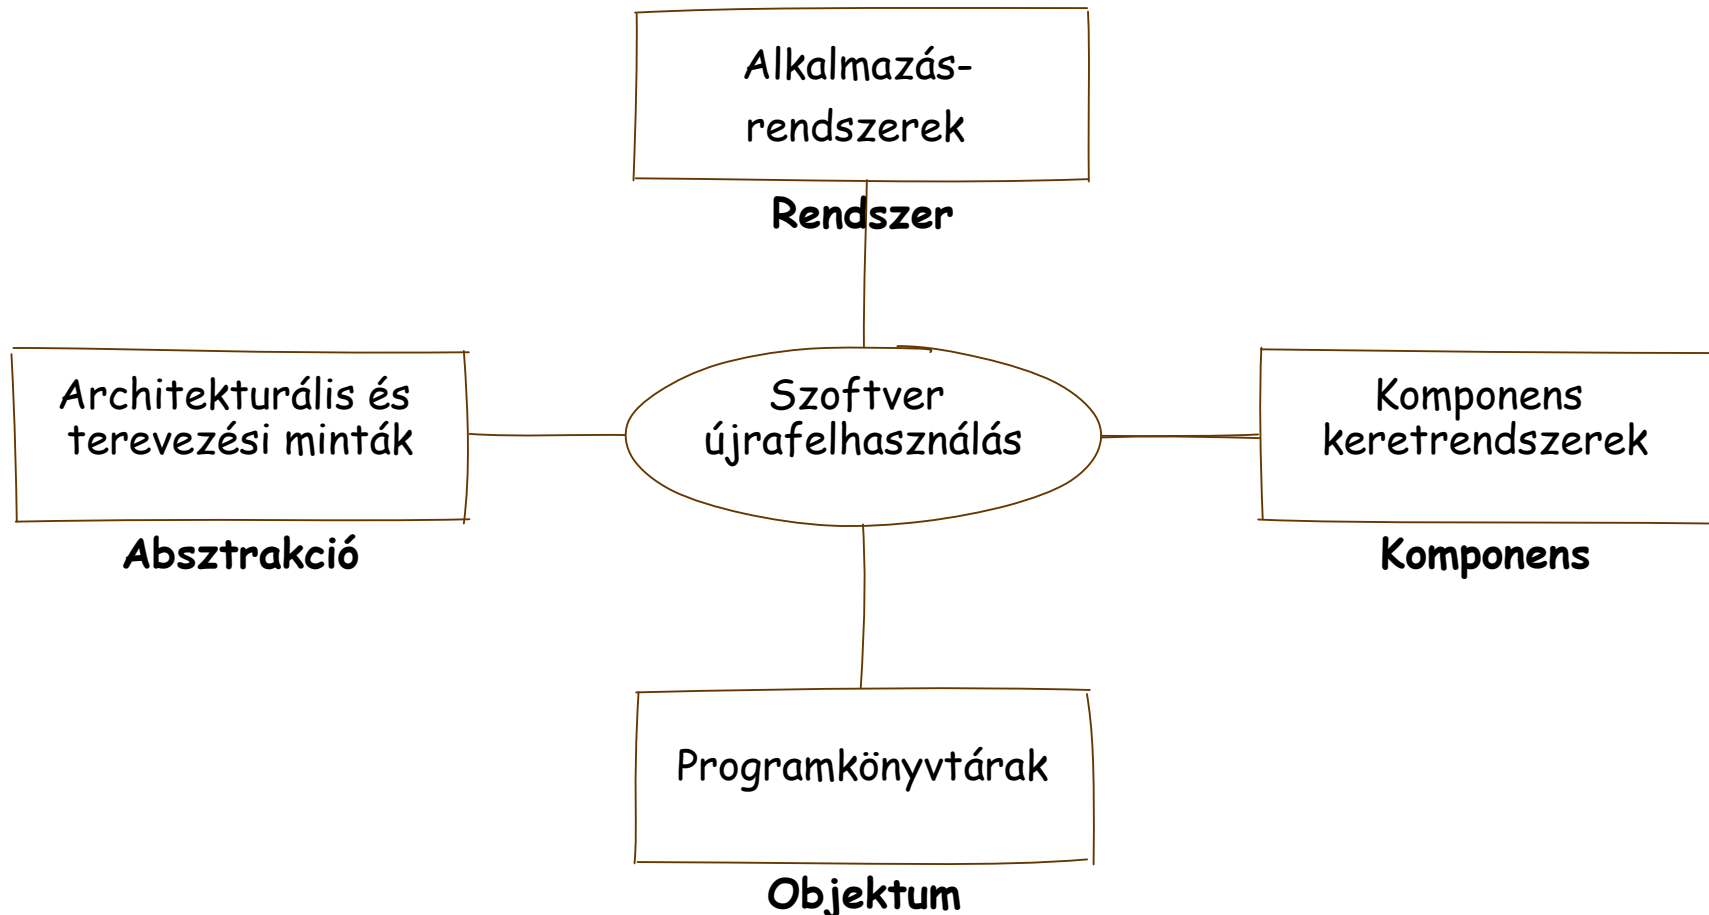 Alkalmazás-
rendszerek
Rendszer
Architekturális és
terevezési minták
Absztrakció
Szoftver
újrafelhasználás
Komponens
keretrendszerek
Komponens
Programkönyvtárak
Objektum